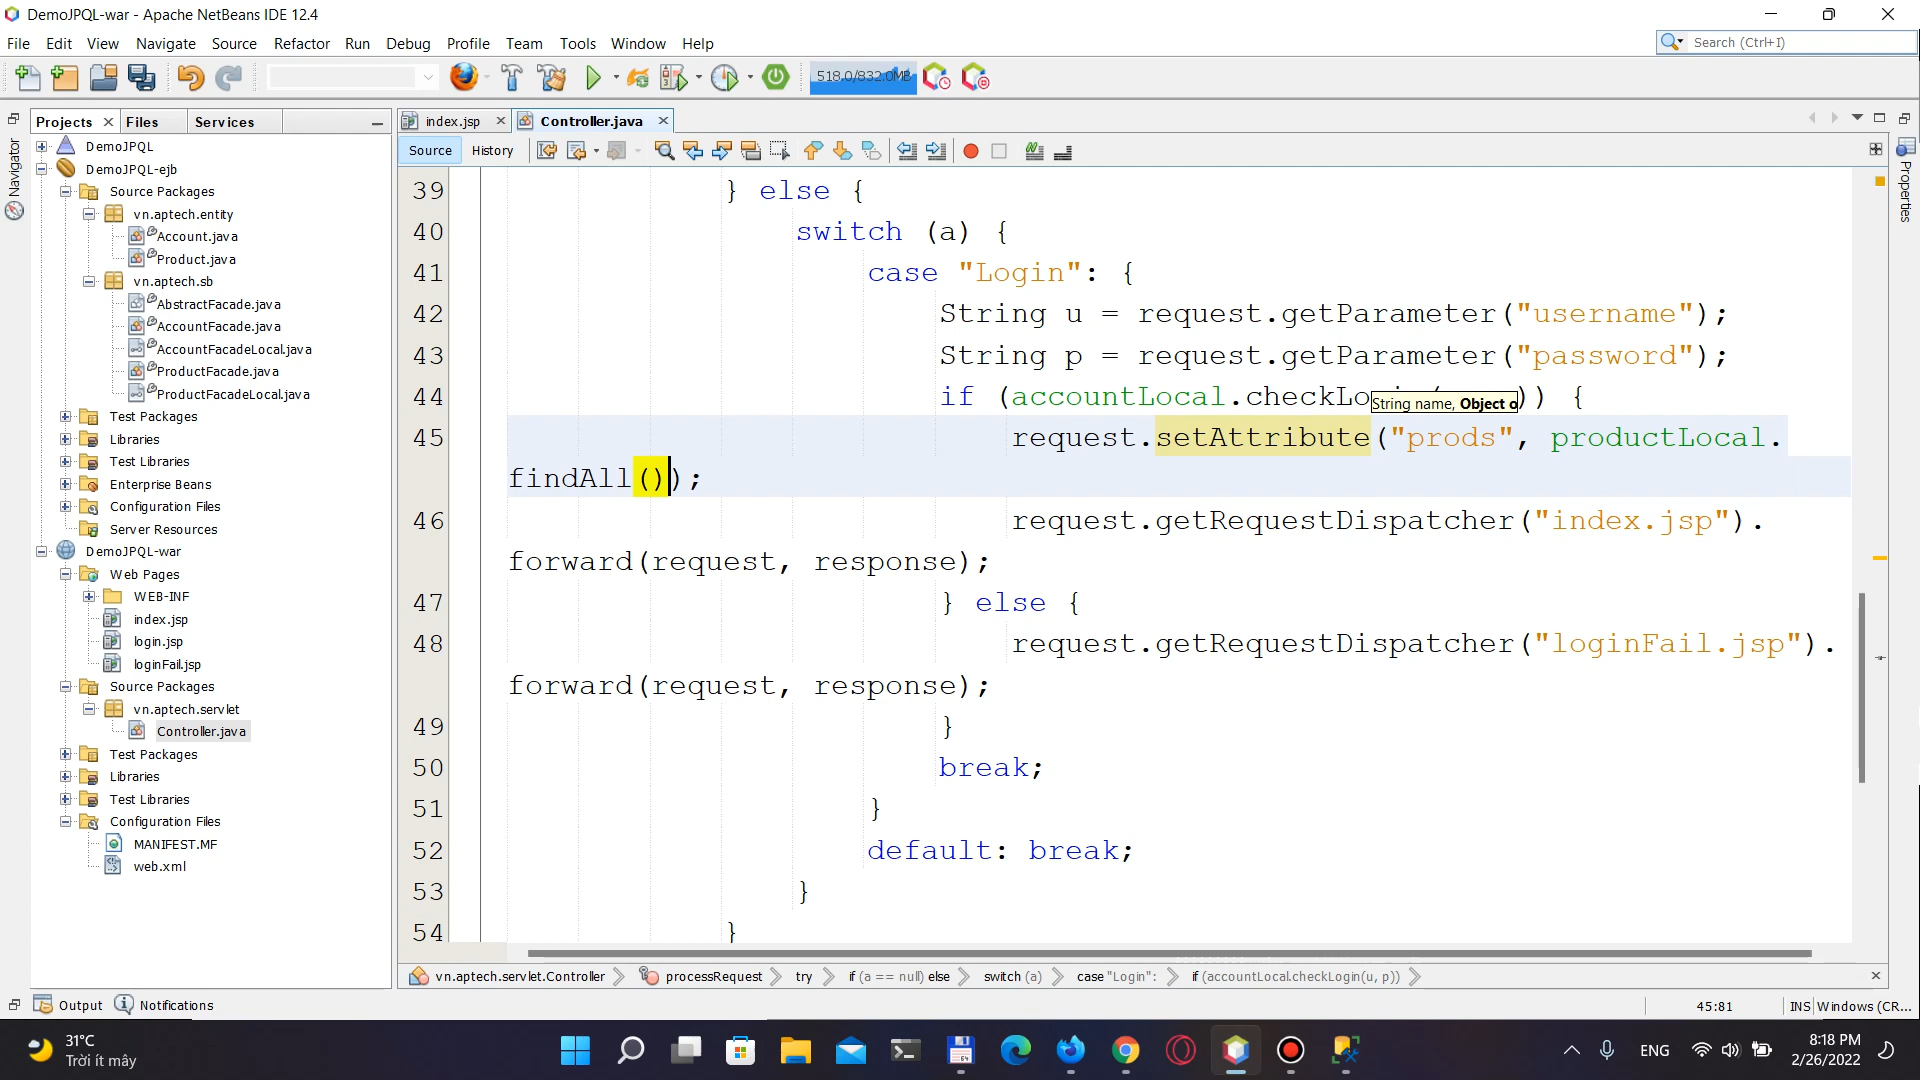 DemoJPQL-war - Apache NetBeans IDE 12.4
File Edit View Navigate Source Refactor Run Debug Profile Team Tools Window Help
Search (Ctrl+I)
518.0/832.0MB
Projects Files Services
index.jsp Controller.java
Source History
Navigator
Properties
DemoJPQL
DemoJPQL-ejb
Source Packages
vn.aptech.entity
Account.java
Product.java
vn.aptech.sb
AbstractFacade.java
AccountFacade.java
AccountFacadeLocal.java
ProductFacade.java
ProductFacadeLocal.java
Test Packages
Libraries
Test Libraries
Enterprise Beans
Configuration Files
Server Resources
DemoJPQL-war
Web Pages
WEB-INF
index.jsp
login.jsp
loginFail.jsp
Source Packages
vn.aptech.servlet
Controller.java
Test Packages
Libraries
Test Libraries
Configuration Files
MANIFEST.MF
web.xml
39 } else {
40 switch (a) {
41 case "Login": {
42 String u = request.getParameter("username");
43 String p = request.getParameter("password");
44 if (accountLocal.checkLo )) {
String name, Object o
45 request.setAttribute("prods", productLocal.
findAll());
46 request.getRequestDispatcher("index.jsp").
forward(request, response);
47 } else {
48 request.getRequestDispatcher("loginFail.jsp").
forward(request, response);
49 }
50 break;
51 }
52 default: break;
53 }
54 }
vn.aptech.servlet.Controller processRequest try if (a == null) else switch (a) case "Login": if (accountLocal.checkLogin(u, p))
Output Notifications
45:81 INS Windows (CR...
31°C
Trời ít mây
ENG
8:18 PM
2/26/2022